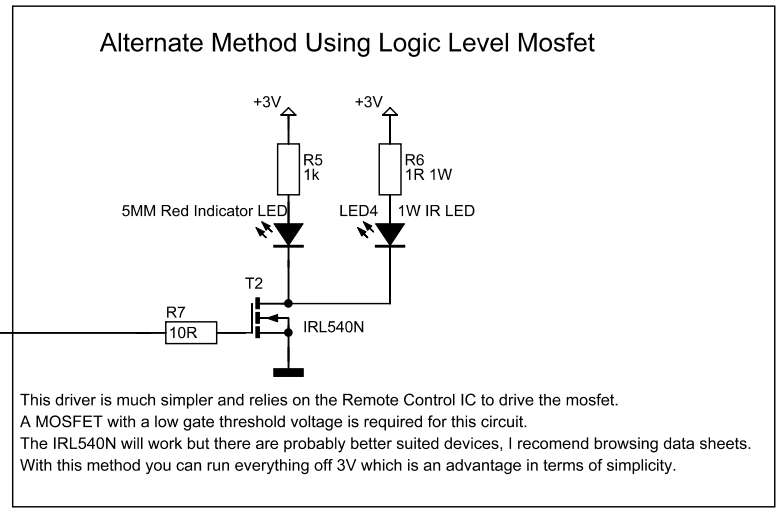 Alternate Method Using Logic Level Mosfet
+3V
+3V
R5
1k
R6
1R 1W
5MM Red Indicator LED
LED4
1W IR LED
T2
R7
10R
IRL540N
This driver is much simpler and relies on the Remote Control IC to drive the mosfet.
A MOSFET with a low gate threshold voltage is required for this circuit.
The IRL540N will work but there are probably better suited devices, I recomend browsing data sheets.
With this method you can run everything off 3V which is an advantage in terms of simplicity.